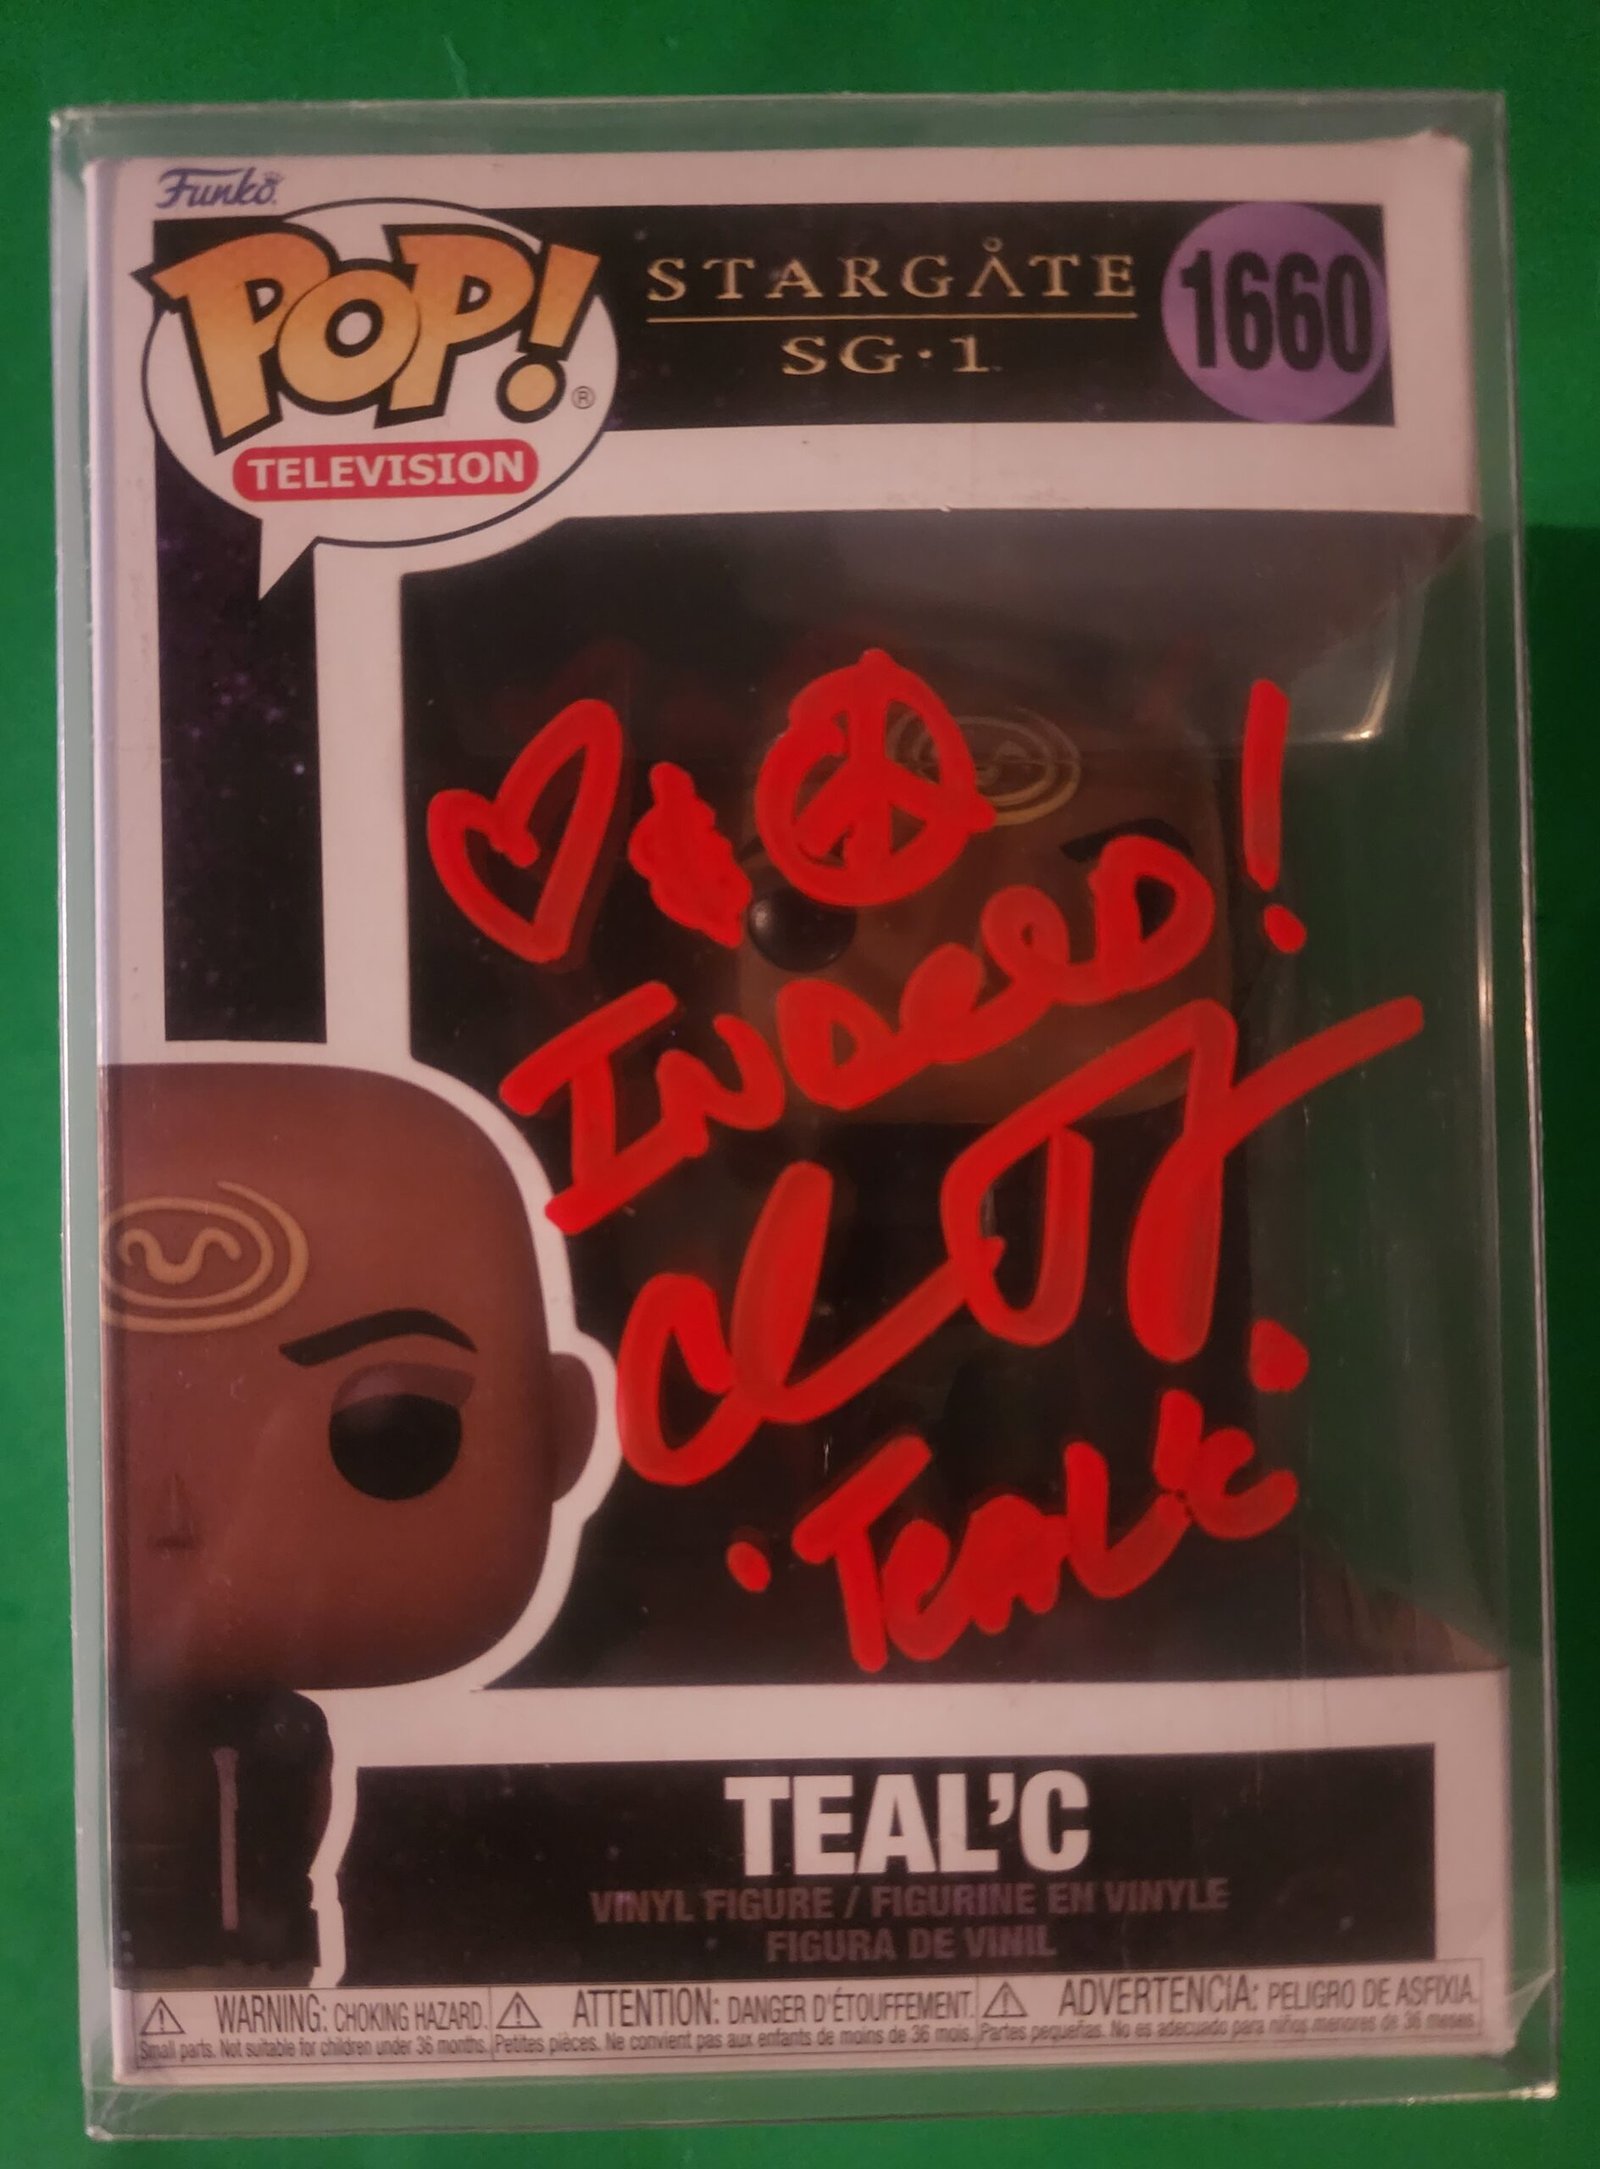 Funko
POP!®
TELEVISION
STARGATE
SG·1
1660
INDEED!
"TEAL'C"
TEAL'C
VINYL FIGURE / FIGURINE EN VINYLE
FIGURA DE VINIL
⚠ WARNING: CHOKING HAZARD.
Small parts. Not suitable for children under 36 months.
⚠ ATTENTION: DANGER D'ÉTOUFFEMENT.
Petites pièces. Ne convient pas aux enfants de moins de 36 mois.
⚠ ADVERTENCIA: PELIGRO DE ASFIXIA.
Partes pequeñas. No es adecuado para niños menores de 36 meses.